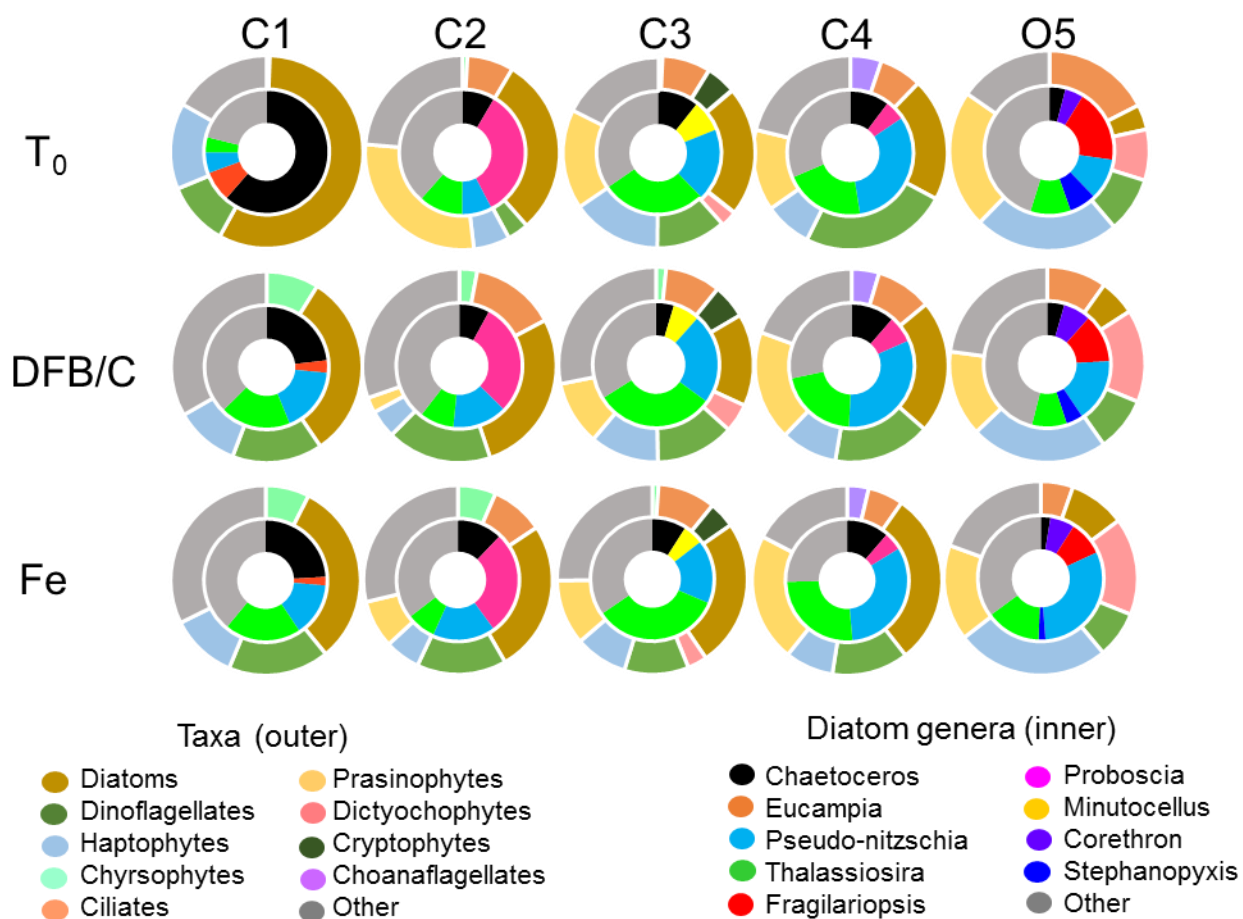 C1 C2 C3 C4 O5
T0
DFB/C
Fe
Taxa (outer)
Diatoms
Dinoflagellates
Haptophytes
Chyrsophytes
Ciliates
Prasinophytes
Dictyochophytes
Cryptophytes
Choanaflagellates
Other
Diatom genera (inner)
Chaetoceros
Eucampia
Pseudo-nitzschia
Thalassiosira
Fragilariopsis
Proboscia
Minutocellus
Corethron
Stephanopyxis
Other